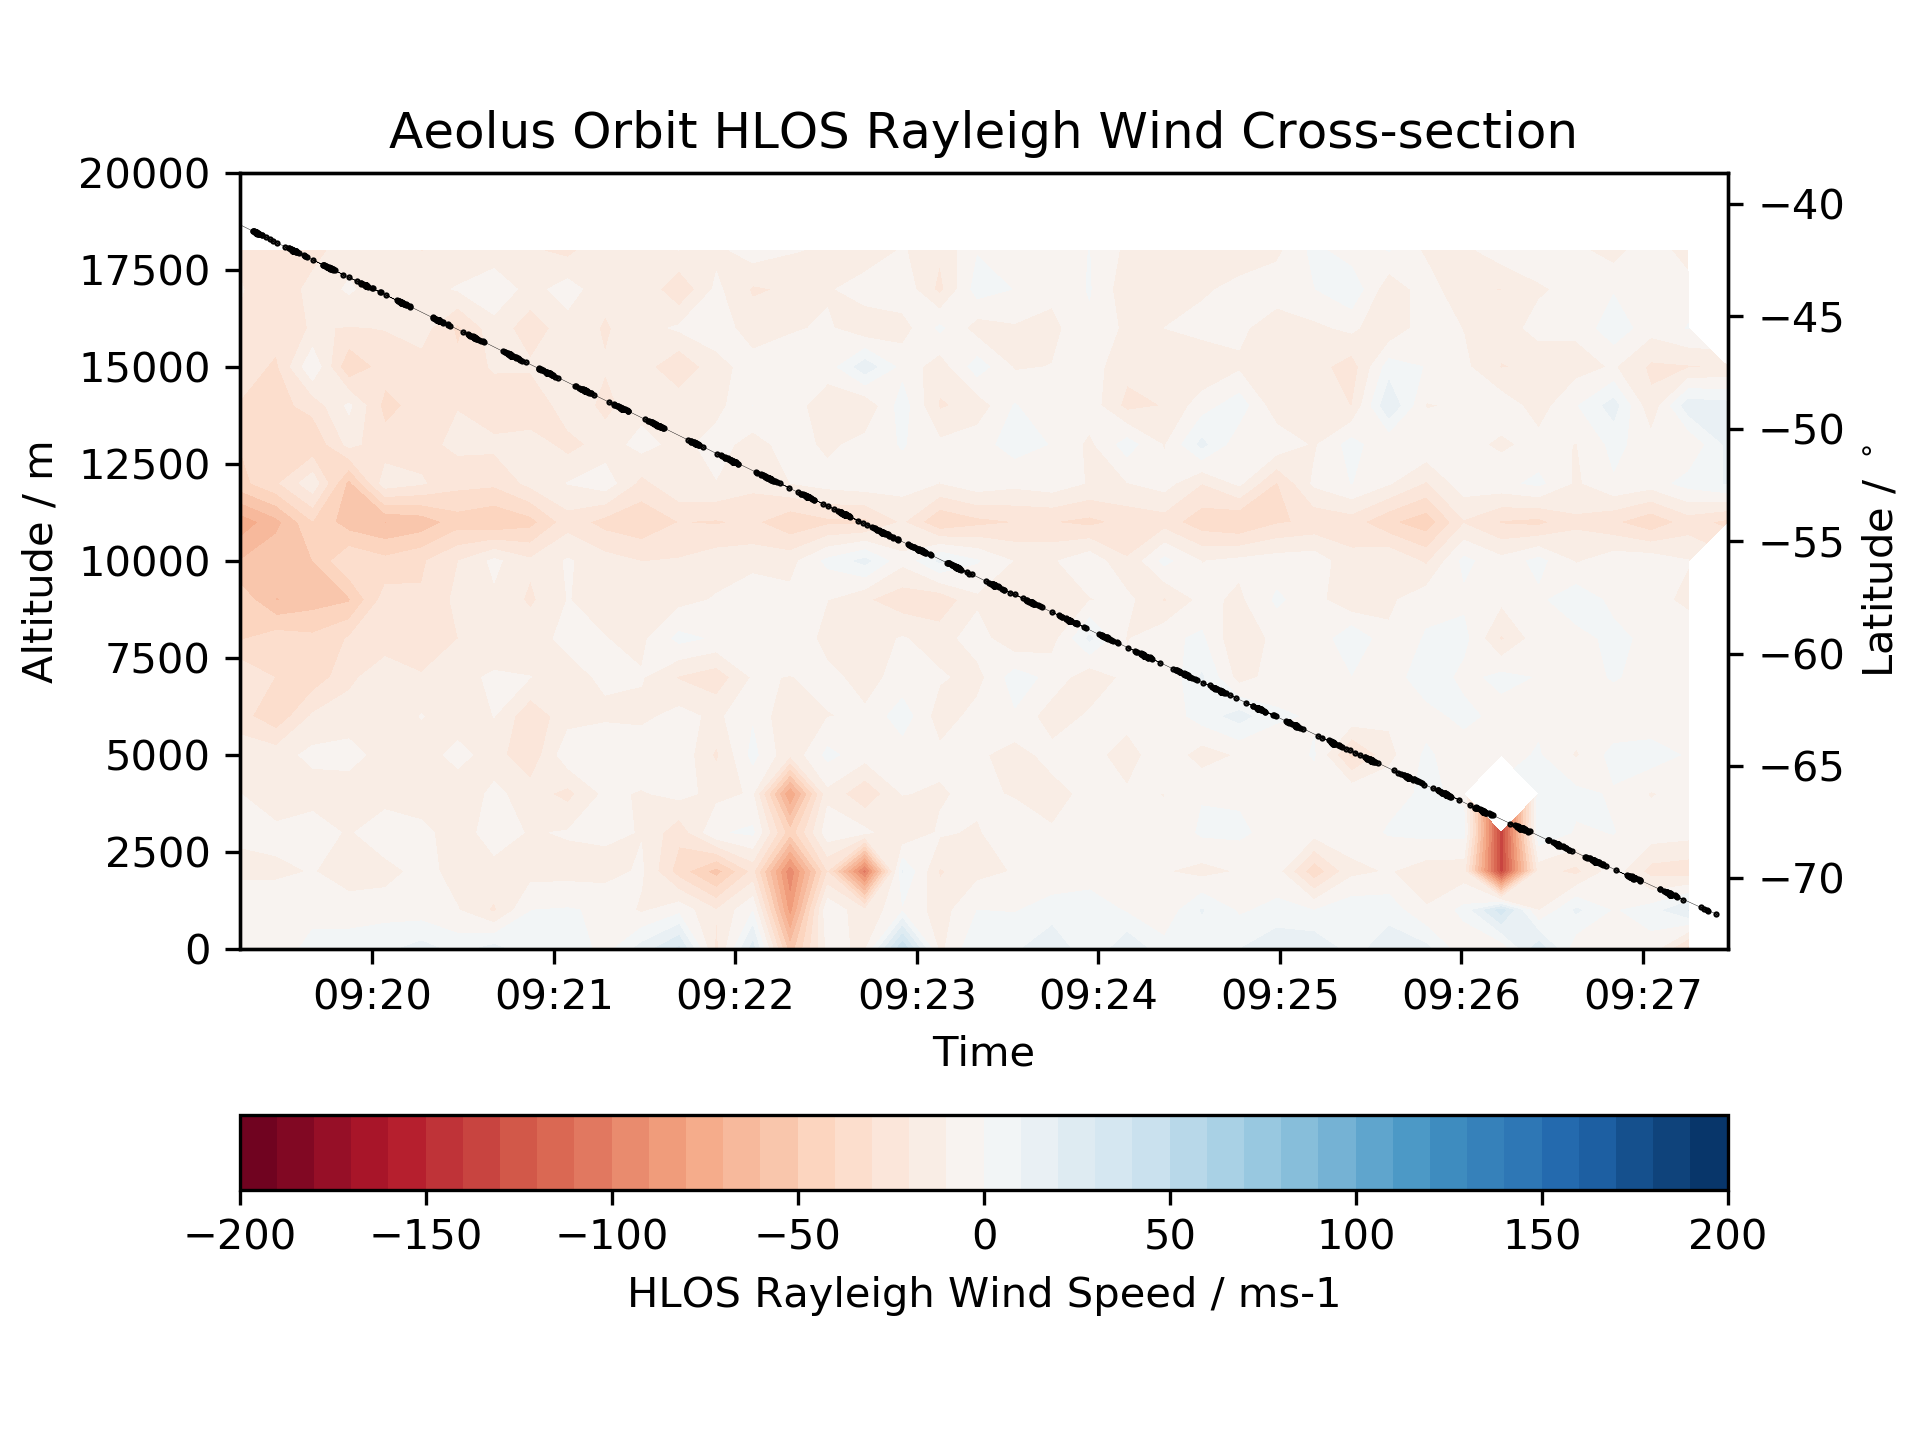 Aeolus Orbit HLOS Rayleigh Wind Cross-section
20000
17500
15000
12500
10000
7500
5000
2500
0
Altitude / m
−40
−45
−50
−55
−60
−65
−70
Latitude / °
09:20 09:21 09:22 09:23 09:24 09:25 09:26 09:27
Time
−200 −150 −100 −50 0 50 100 150 200
HLOS Rayleigh Wind Speed / ms-1